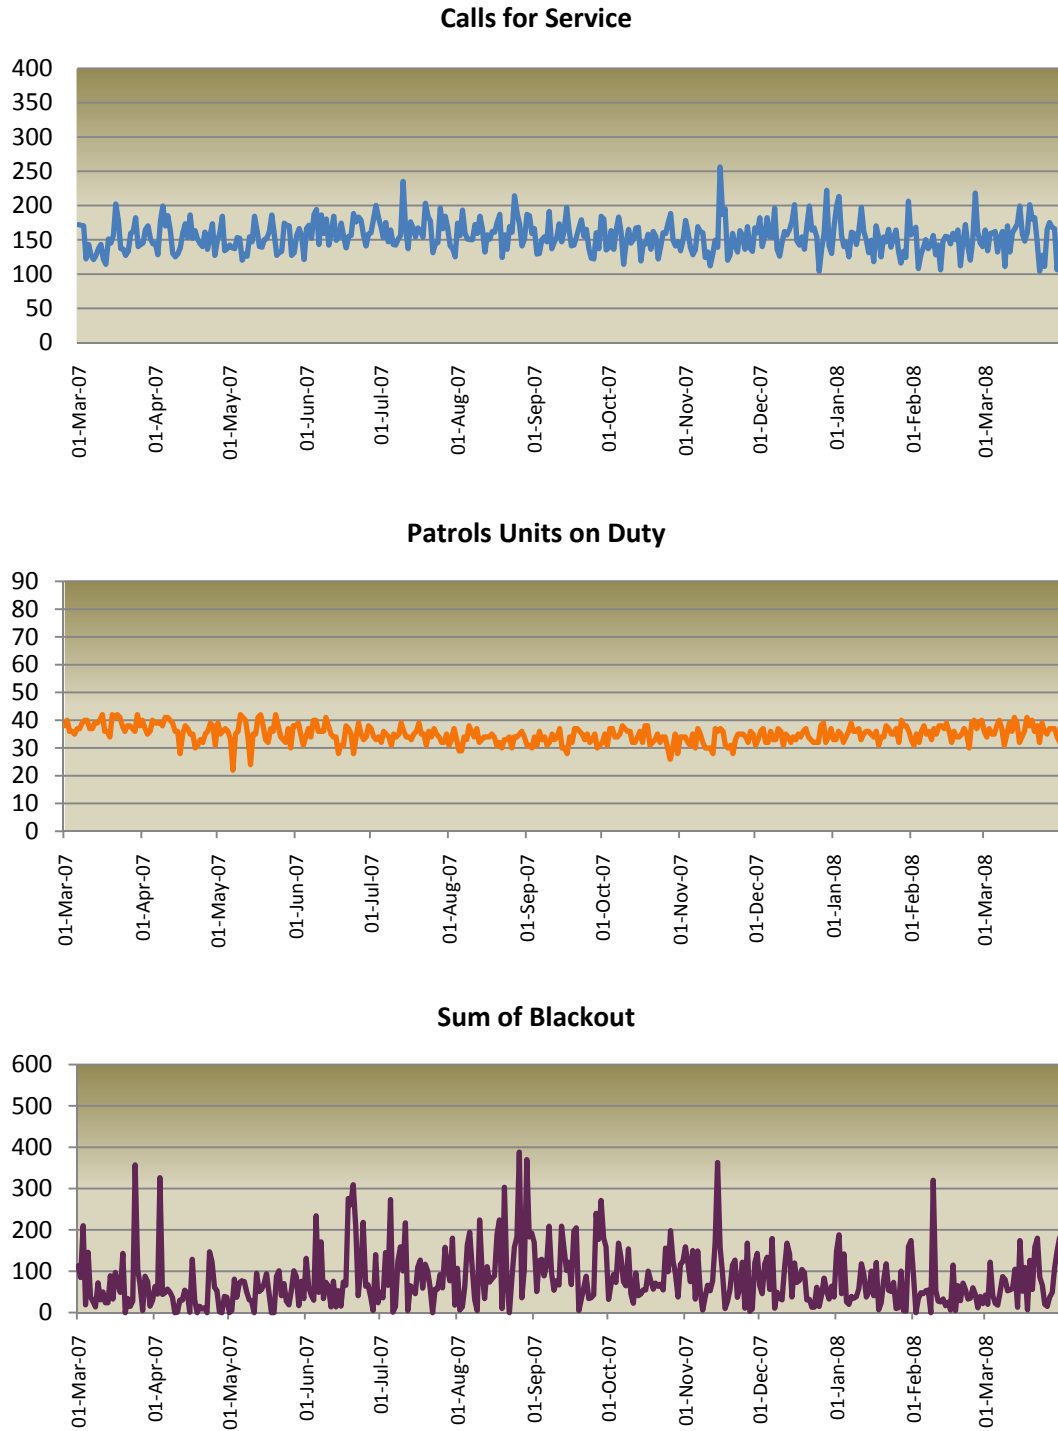 Calls for Service
400
350
300
250
200
150
100
50
0
01-Mar-07
01-Apr-07
01-May-07
01-Jun-07
01-Jul-07
01-Aug-07
01-Sep-07
01-Oct-07
01-Nov-07
01-Dec-07
01-Jan-08
01-Feb-08
01-Mar-08
Patrols Units on Duty
90
80
70
60
50
40
30
20
10
0
01-Mar-07
01-Apr-07
01-May-07
01-Jun-07
01-Jul-07
01-Aug-07
01-Sep-07
01-Oct-07
01-Nov-07
01-Dec-07
01-Jan-08
01-Feb-08
01-Mar-08
Sum of Blackout
600
500
400
300
200
100
0
01-Mar-07
01-Apr-07
01-May-07
01-Jun-07
01-Jul-07
01-Aug-07
01-Sep-07
01-Oct-07
01-Nov-07
01-Dec-07
01-Jan-08
01-Feb-08
01-Mar-08